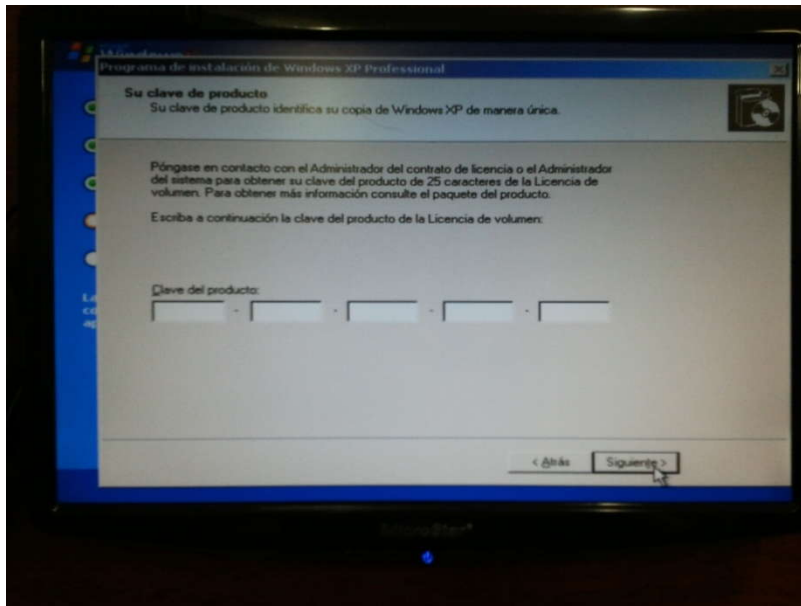 Programa de instalación de Windows XP Professional
Su clave de producto
Su clave de producto identifica su copia de Windows XP de manera única.
Póngase en contacto con el Administrador del contrato de licencia o el Administrador
del sistema para obtener su clave del producto de 25 caracteres de la Licencia de
volumen. Para obtener más información consulte el paquete del producto.
Escriba a continuación la clave del producto de la Licencia de volumen:
Clave del producto:
- - - -
< Atrás Siguiente >